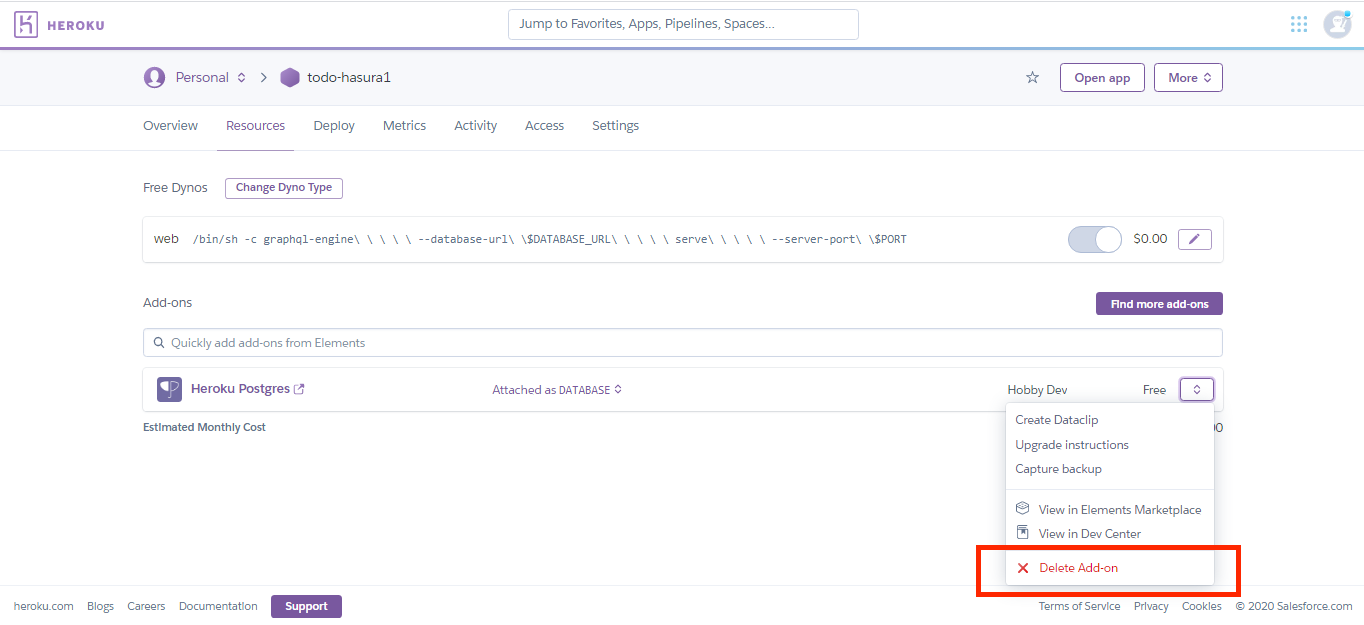 HEROKU
Jump to Favorites, Apps, Pipelines, Spaces...
Personal
todo-hasura1
Open app
More
Overview
Resources
Deploy
Metrics
Activity
Access
Settings
Free Dynos
Change Dyno Type
web
/bin/sh -c graphql-engine\ \ \ \ \ --database-url\ \$DATABASE_URL\ \ \ \ \ serve\ \ \ \ \ --server-port\ \$PORT
$0.00
Add-ons
Find more add-ons
Quickly add add-ons from Elements
Heroku Postgres
Attached as DATABASE
Hobby Dev
Free
Estimated Monthly Cost
Create Dataclip
Upgrade instructions
Capture backup
View in Elements Marketplace
View in Dev Center
Delete Add-on
heroku.com
Blogs
Careers
Documentation
Support
Terms of Service
Privacy
Cookies
© 2020 Salesforce.com